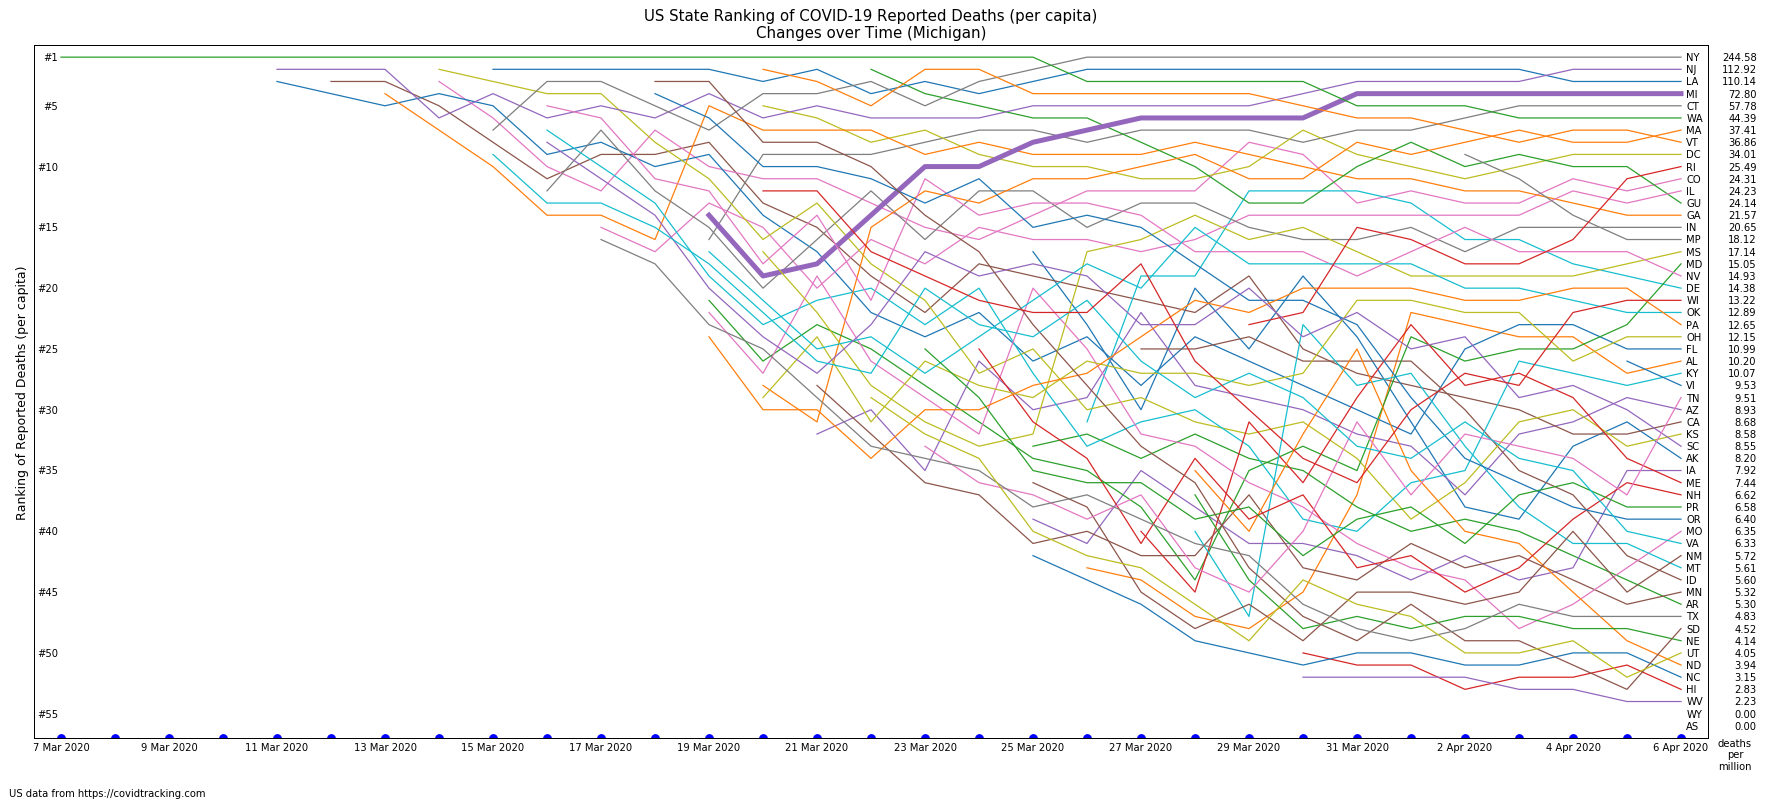 US State Ranking of COVID-19 Reported Deaths (per capita)
Changes over Time (Michigan)
Ranking of Reported Deaths (per capita)
#1
#5
#10
#15
#20
#25
#30
#35
#40
#45
#50
#55
NY 244.58
NJ 112.92
LA 110.14
MI 72.80
CT 57.78
WA 44.39
MA 37.41
VT 36.86
DC 34.01
RI 25.49
CO 24.31
IL 24.23
GU 24.14
GA 21.57
IN 20.65
MP 18.12
MS 17.14
MD 15.05
NV 14.93
DE 14.38
WI 13.22
OK 12.89
PA 12.65
OH 12.15
FL 10.99
AL 10.20
KY 10.07
VI 9.53
TN 9.51
AZ 8.93
CA 8.68
KS 8.58
SC 8.55
AK 8.20
IA 7.92
ME 7.44
NH 6.62
PR 6.58
OR 6.40
MO 6.35
VA 6.33
NM 5.72
MT 5.61
ID 5.60
MN 5.32
AR 5.30
TX 4.83
SD 4.52
NE 4.14
UT 4.05
ND 3.94
NC 3.15
HI 2.83
WV 2.23
WY 0.00
AS 0.00
7 Mar 2020 9 Mar 2020 11 Mar 2020 13 Mar 2020 15 Mar 2020 17 Mar 2020 19 Mar 2020 21 Mar 2020 23 Mar 2020 25 Mar 2020 27 Mar 2020 29 Mar 2020 31 Mar 2020 2 Apr 2020 4 Apr 2020 6 Apr 2020
deaths
per
million
US data from https://covidtracking.com